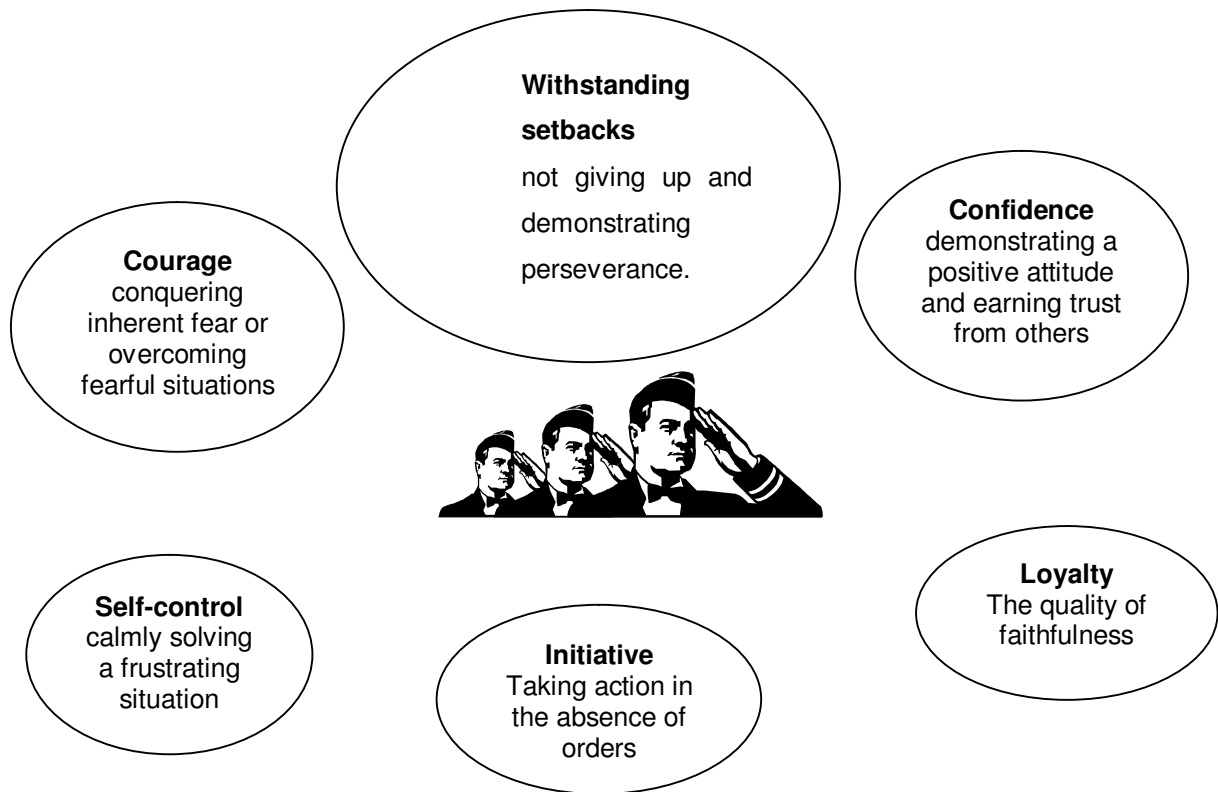 Withstanding
setbacks
not giving up and
demonstrating
perseverance.
Confidence
demonstrating a
positive attitude
and earning trust
from others
Courage
conquering
inherent fear or
overcoming
fearful situations
Self-control
calmly solving
a frustrating
situation
Initiative
Taking action in
the absence of
orders
Loyalty
The quality of
faithfulness